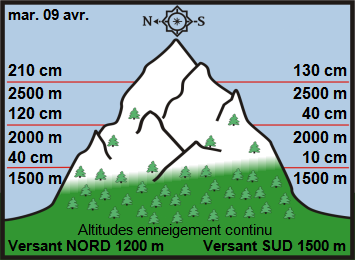 mar. 09 avr.
N S
210 cm 130 cm
2500 m 2500 m
120 cm 40 cm
2000 m 2000 m
40 cm 10 cm
1500 m 1500 m
Altitudes enneigement continu
Versant NORD 1200 m Versant SUD 1500 m